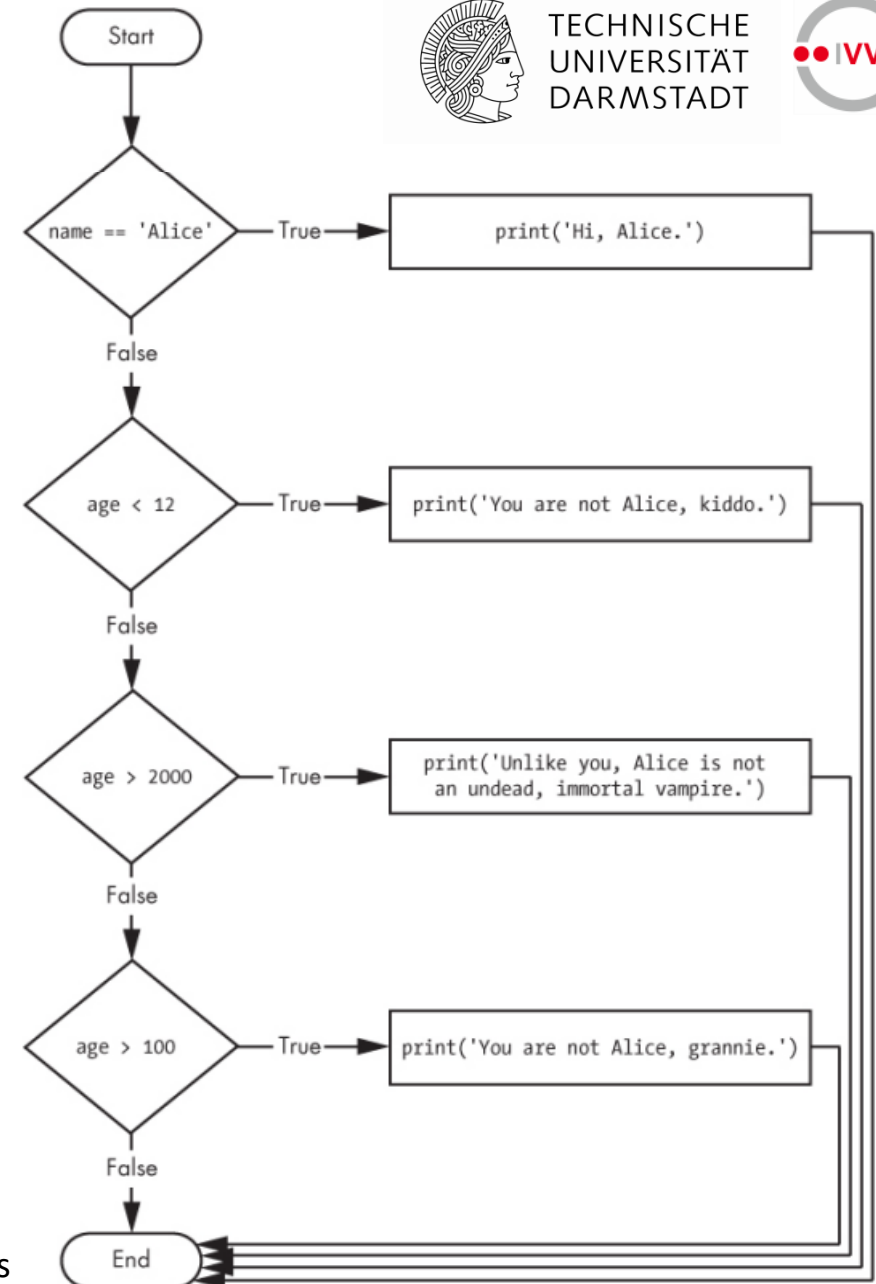 Start
TECHNISCHE
UNIVERSITÄT
DARMSTADT
IVV
name == 'Alice'
True
print('Hi, Alice.')
False
age < 12
True
print('You are not Alice, kiddo.')
False
age > 2000
True
print('Unlike you, Alice is not
an undead, immortal vampire.')
False
age > 100
True
print('You are not Alice, grannie.')
False
End
s